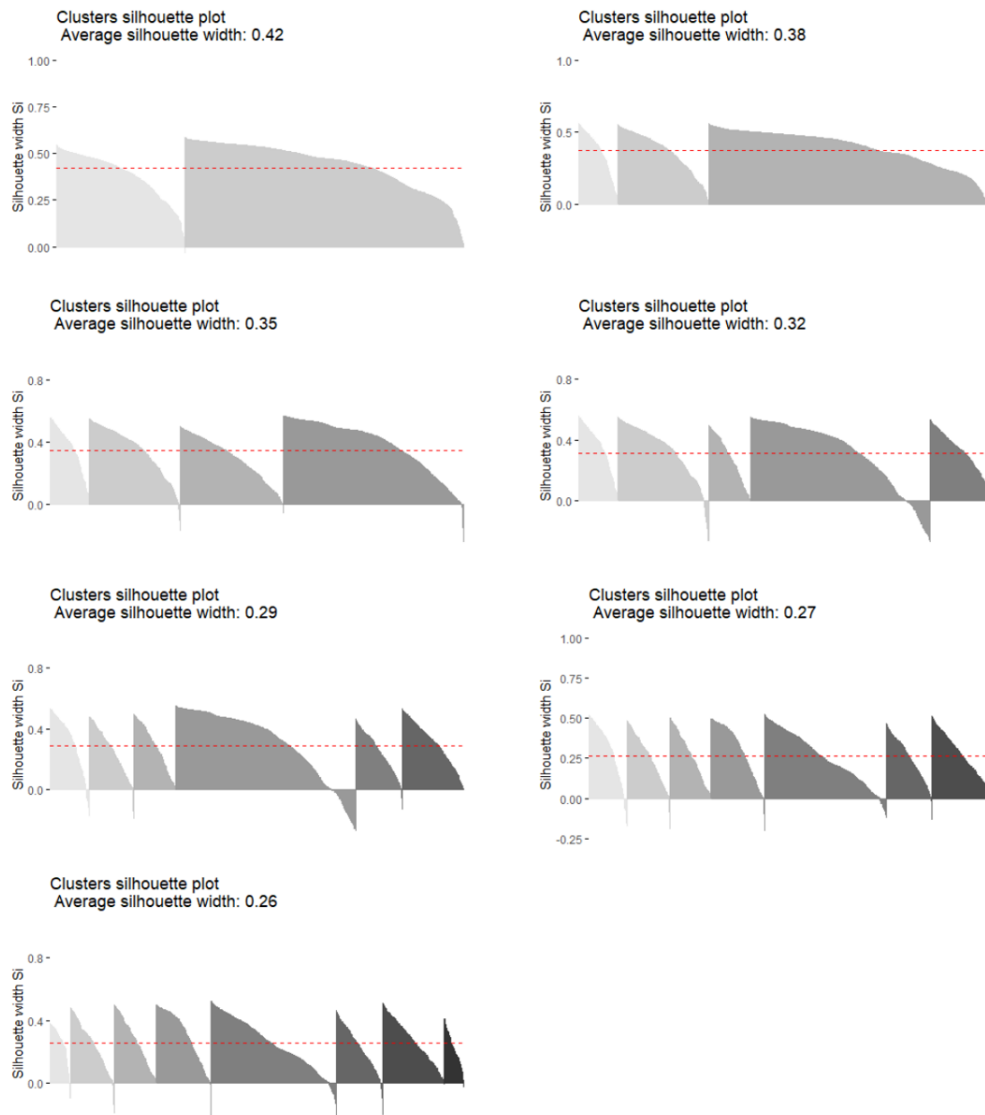 Clusters silhouette plot
Average silhouette width: 0.42
1.00
0.75
0.50
0.25
0.00
Silhouette width Si
Clusters silhouette plot
Average silhouette width: 0.38
1.0
0.5
0.0
Silhouette width Si
Clusters silhouette plot
Average silhouette width: 0.35
0.8
0.4
0.0
Silhouette width Si
Clusters silhouette plot
Average silhouette width: 0.32
0.8
0.4
0.0
Silhouette width Si
Clusters silhouette plot
Average silhouette width: 0.29
0.8
0.4
0.0
Silhouette width Si
Clusters silhouette plot
Average silhouette width: 0.27
1.00
0.75
0.50
0.25
0.00
-0.25
Silhouette width Si
Clusters silhouette plot
Average silhouette width: 0.26
0.8
0.4
0.0
Silhouette width Si